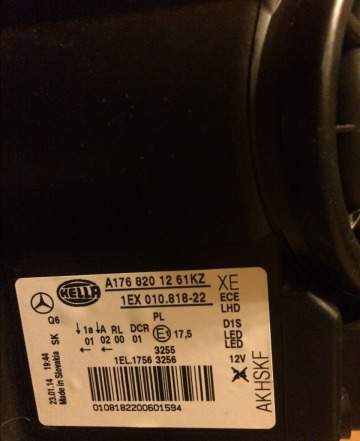 HELLA
A176 820 12 61KZ
XE
1EX 010.818-22
ECE
LHD
PL
Q6
SK
↓1a ↓A RL DCR
E1 17,5
01 02 00 01
D1S
LED
LED
←
←
3255
1EL.1756 3256
12V
23.01.14 19:44
Made in Slovakia
0108182200601594
AKHSKF